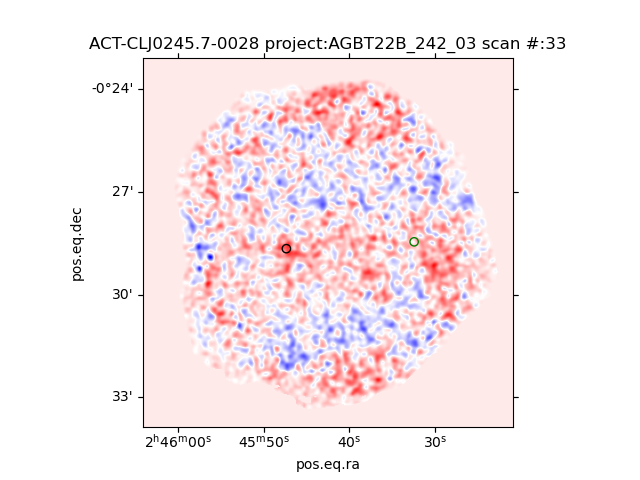 ACT-CLJ0245.7-0028 project:AGBT22B_242_03 scan #:33
-0°24'
27'
30'
33'
pos.eq.dec
2ʰ46ᵐ00ˢ 45ᵐ50ˢ 40ˢ 30ˢ
pos.eq.ra